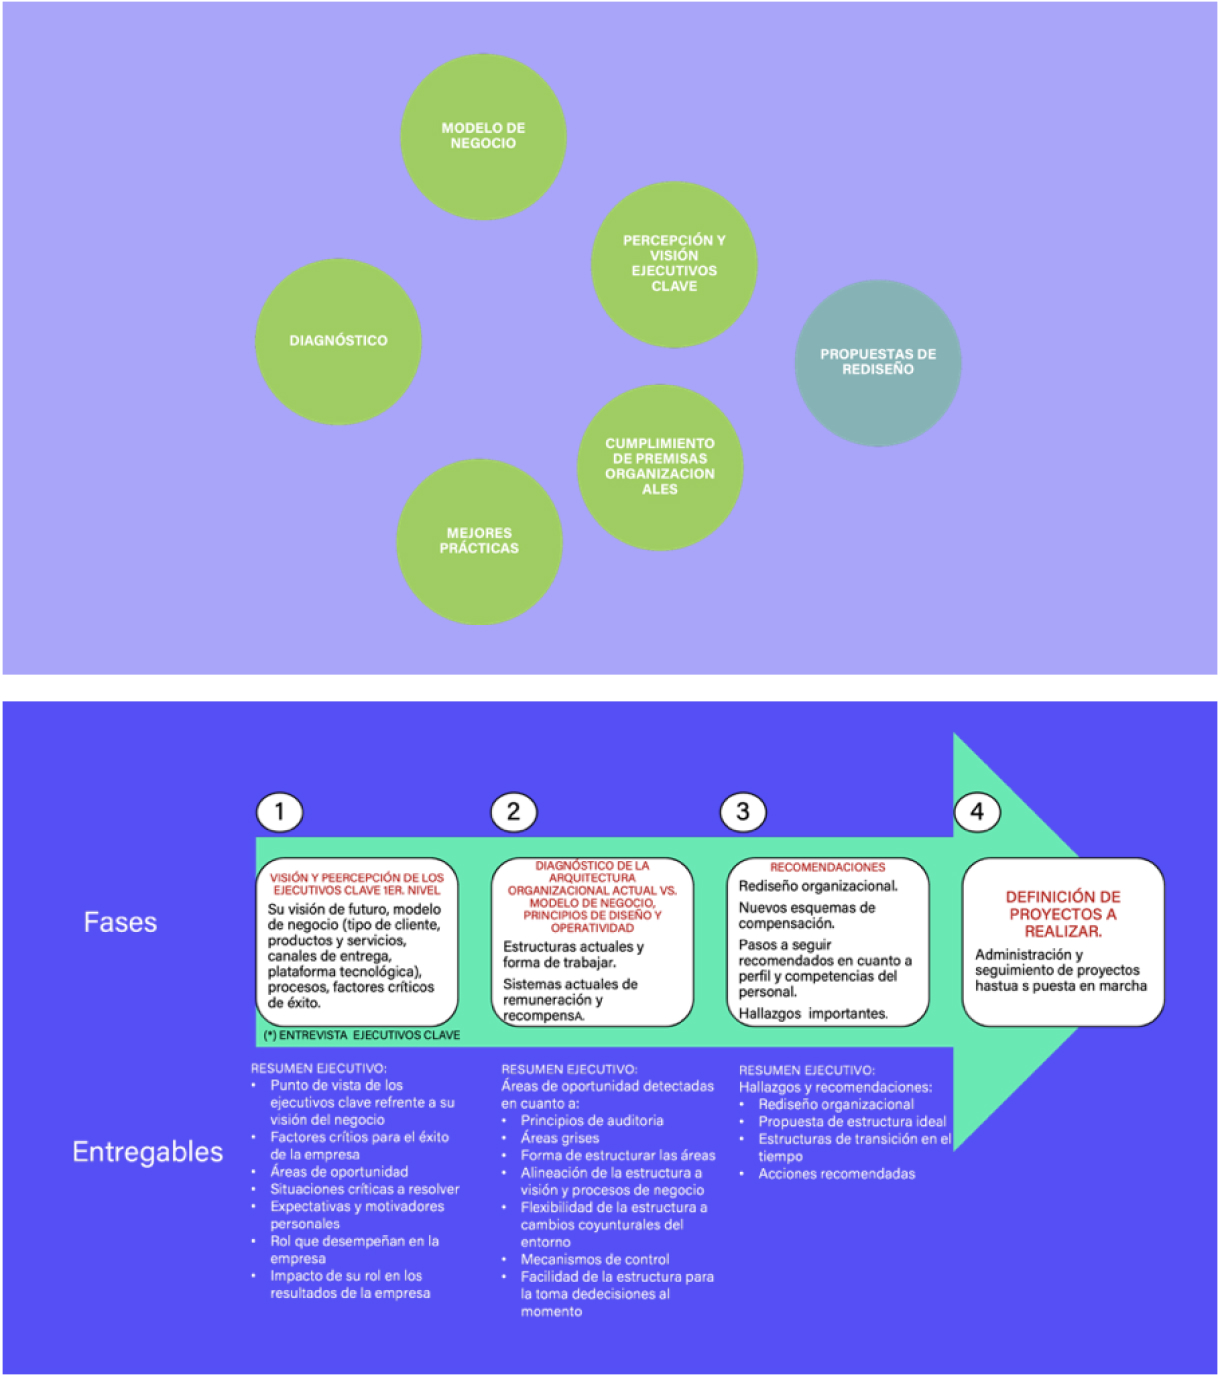 MODELO DE
NEGOCIO
PERCEPCIÓN Y
VISIÓN
EJECUTIVOS
CLAVE
DIAGNÓSTICO
PROPUESTAS DE
REDISEÑO
CUMPLIMIENTO
DE PREMISAS
ORGANIZACION
ALES
MEJORES
PRÁCTICAS
Fases
1
VISIÓN Y PEERCEPCIÓN DE LOS
EJECUTIVOS CLAVE 1ER. NIVEL
Su visión de futuro, modelo
de negocio (tipo de cliente,
productos y servicios,
canales de entrega,
plataforma tecnológica),
procesos, factores críticos
de éxito.
(*) ENTREVISTA EJECUTIVOS CLAVE
2
DIAGNÓSTICO DE LA
ARQUITECTURA
ORGANIZACIONAL ACTUAL VS.
MODELO DE NEGOCIO,
PRINCIPIOS DE DISEÑO Y
OPERATIVIDAD
Estructuras actuales y
forma de trabajar.
Sistemas actuales de
remuneración y
recompensA.
3
RECOMENDACIONES
Rediseño organizacional.
Nuevos esquemas de
compensación.
Pasos a seguir
recomendados en cuanto a
perfil y competencias del
personal.
Hallazgos importantes.
4
DEFINICIÓN DE
PROYECTOS A
REALIZAR.
Administración y
seguimiento de proyectos
hastua s puesta en marcha
Entregables
RESUMEN EJECUTIVO:
• Punto de vista de los
ejecutivos clave refrente a su
visión del negocio
• Factores crítios para el éxito
de la empresa
• Áreas de oportunidad
• Situaciones críticas a resolver
• Expectativas y motivadores
personales
• Rol que desempeñan en la
empresa
• Impacto de su rol en los
resultados de la empresa
RESUMEN EJECUTIVO:
Áreas de oportunidad detectadas
en cuanto a:
• Principios de auditoria
• Áreas grises
• Forma de estructurar las áreas
• Alineación de la estructura a
visión y procesos de negocio
• Flexibilidad de la estructura a
cambios coyunturales del
entorno
• Mecanismos de control
• Facilidad de la estructura para
la toma dedecisiones al
momento
RESUMEN EJECUTIVO:
Hallazgos y recomendaciones:
• Rediseño organizacional
• Propuesta de estructura ideal
• Estructuras de transición en el
tiempo
• Acciones recomendadas